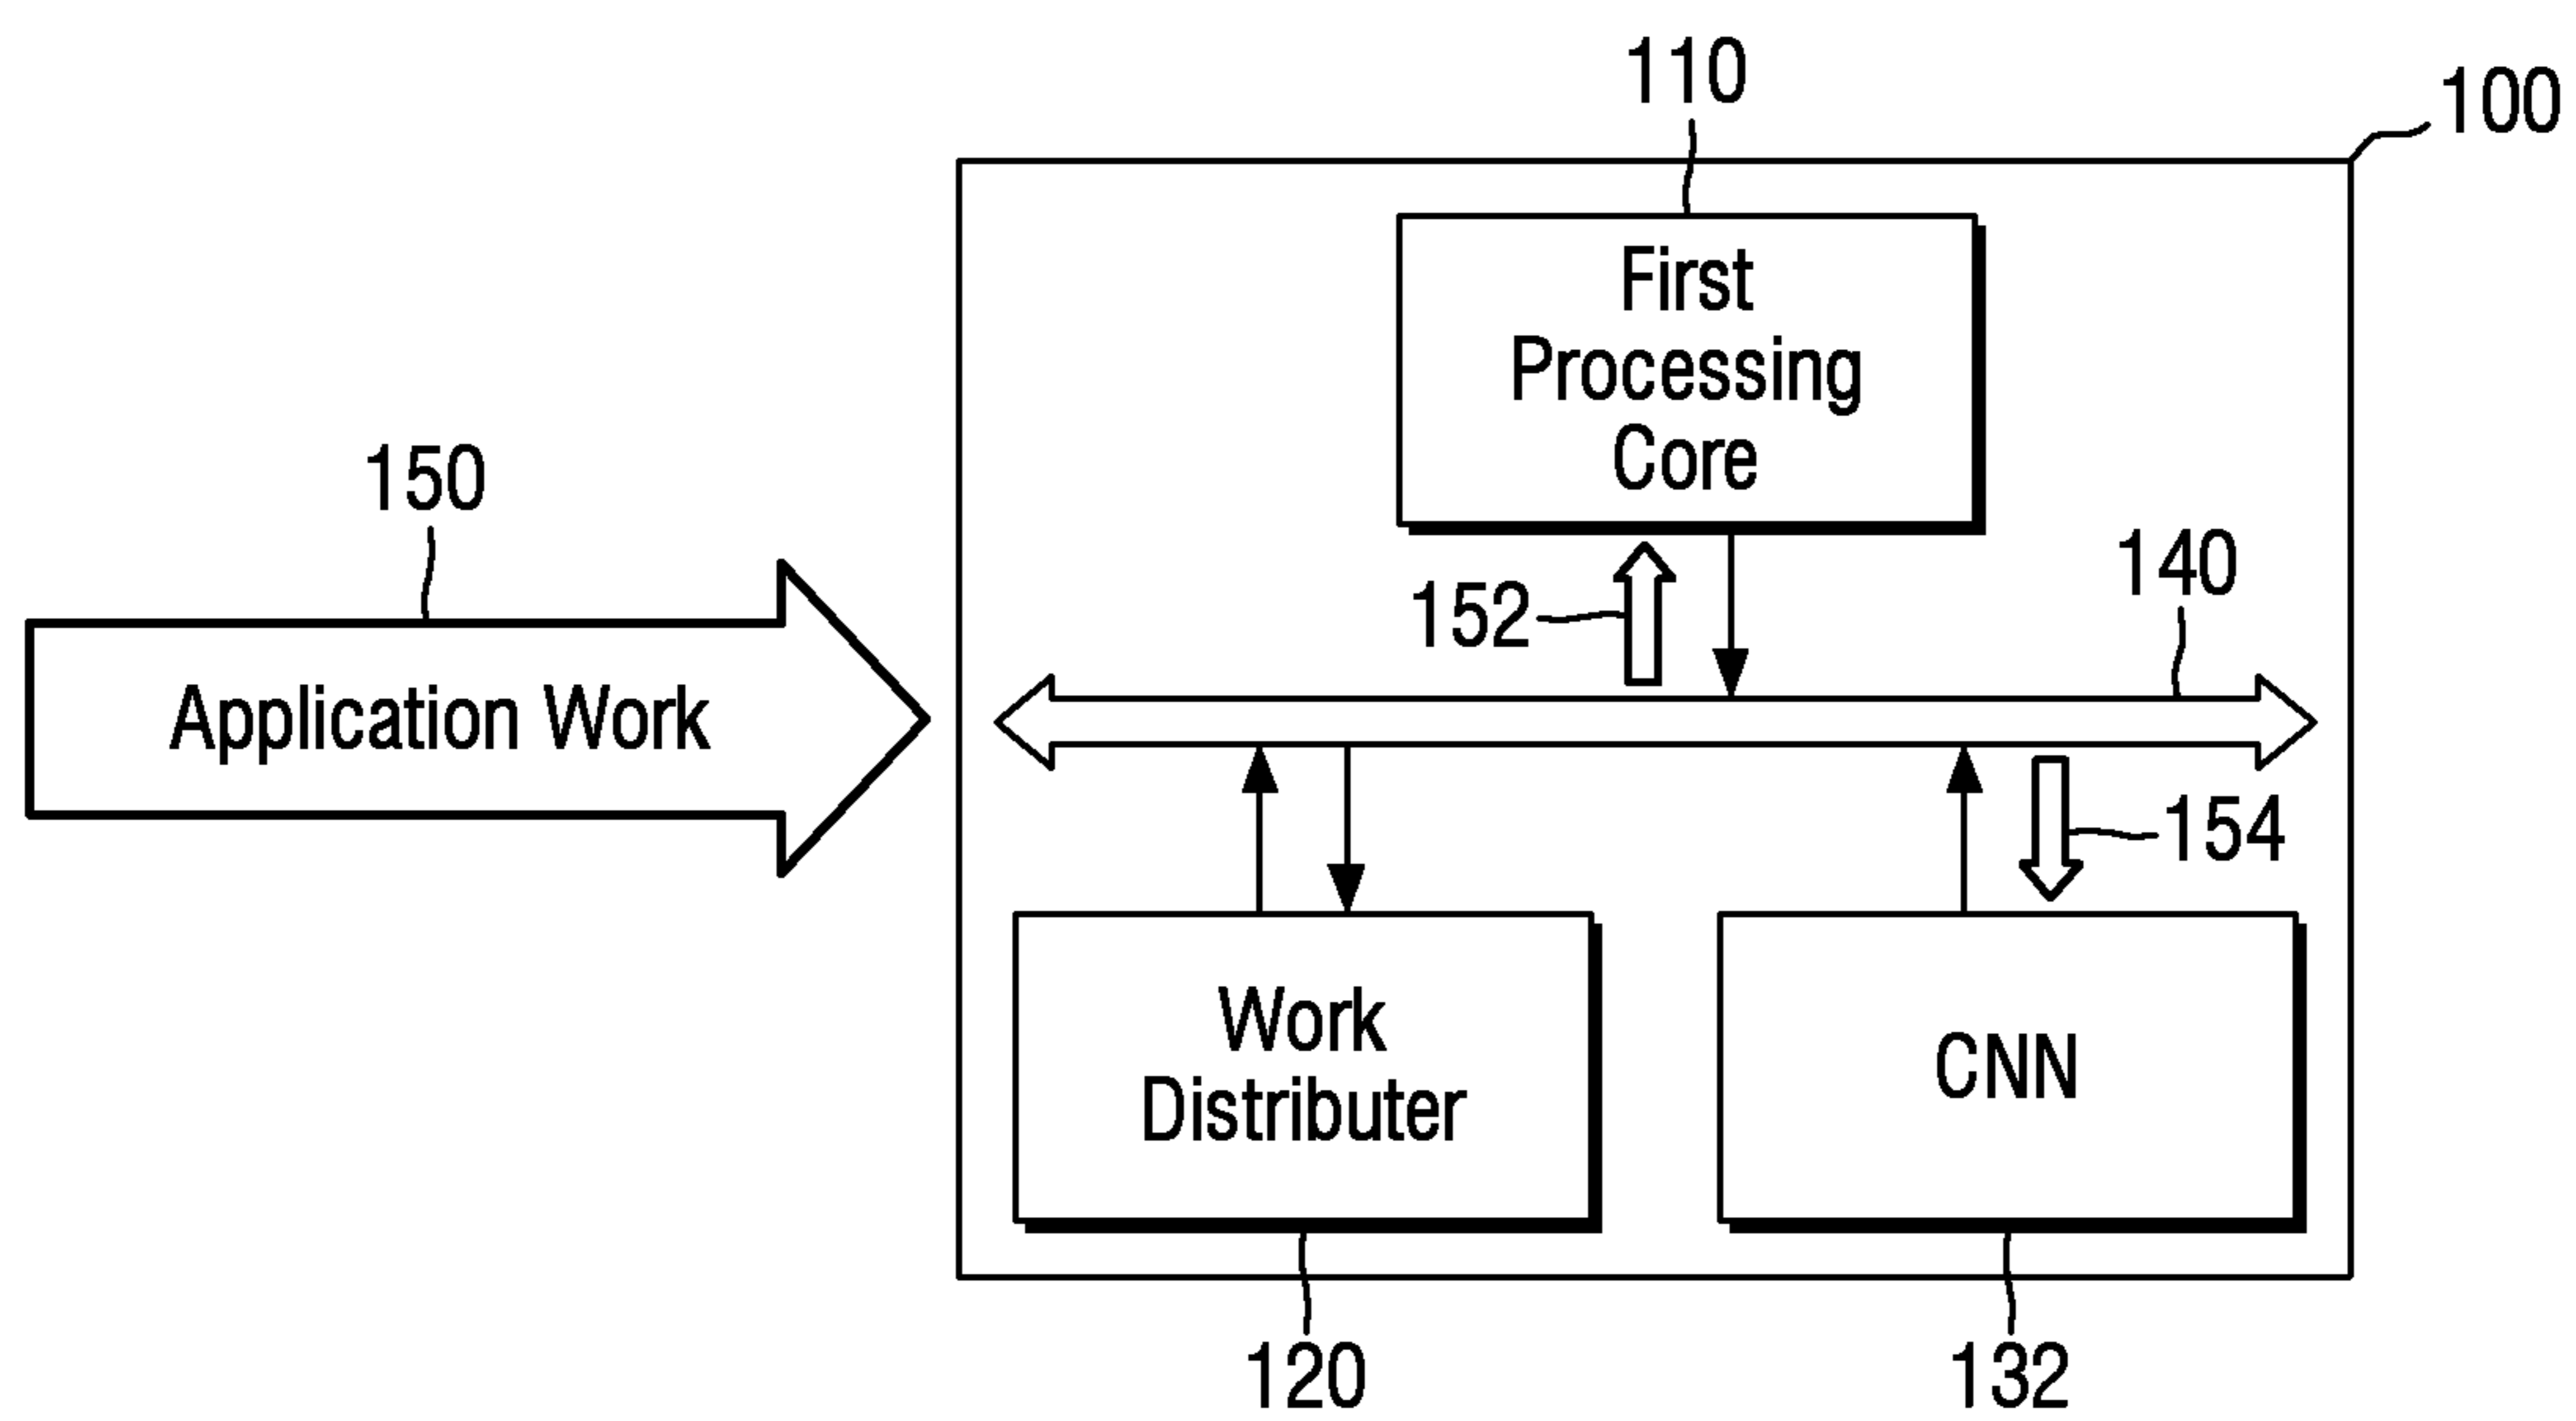 110
100
First
Processing
Core
150
152
140
Application Work
154
Work
Distributer
CNN
120
132